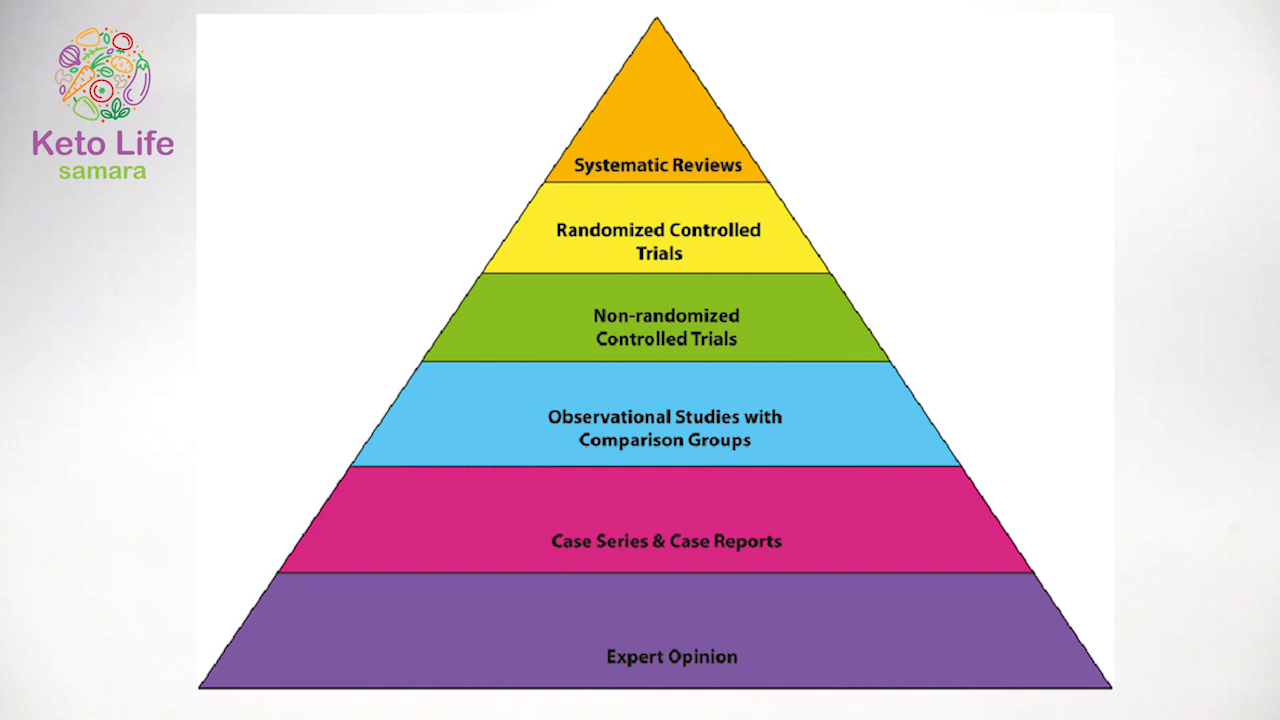 Keto Life
samara
Systematic Reviews
Randomized Controlled
Trials
Non-randomized
Controlled Trials
Observational Studies with
Comparison Groups
Case Series & Case Reports
Expert Opinion